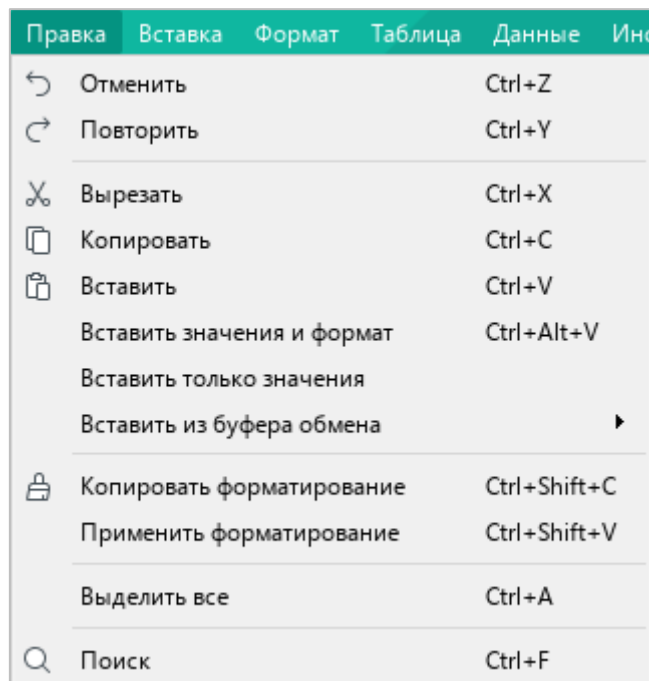 Правка Вставка Формат Таблица Данные
Отменить Ctrl+Z
Повторить Ctrl+Y
Вырезать Ctrl+X
Копировать Ctrl+C
Вставить Ctrl+V
Вставить значения и формат Ctrl+Alt+V
Вставить только значения
Вставить из буфера обмена
Копировать форматирование Ctrl+Shift+C
Применить форматирование Ctrl+Shift+V
Выделить все Ctrl+A
Поиск Ctrl+F